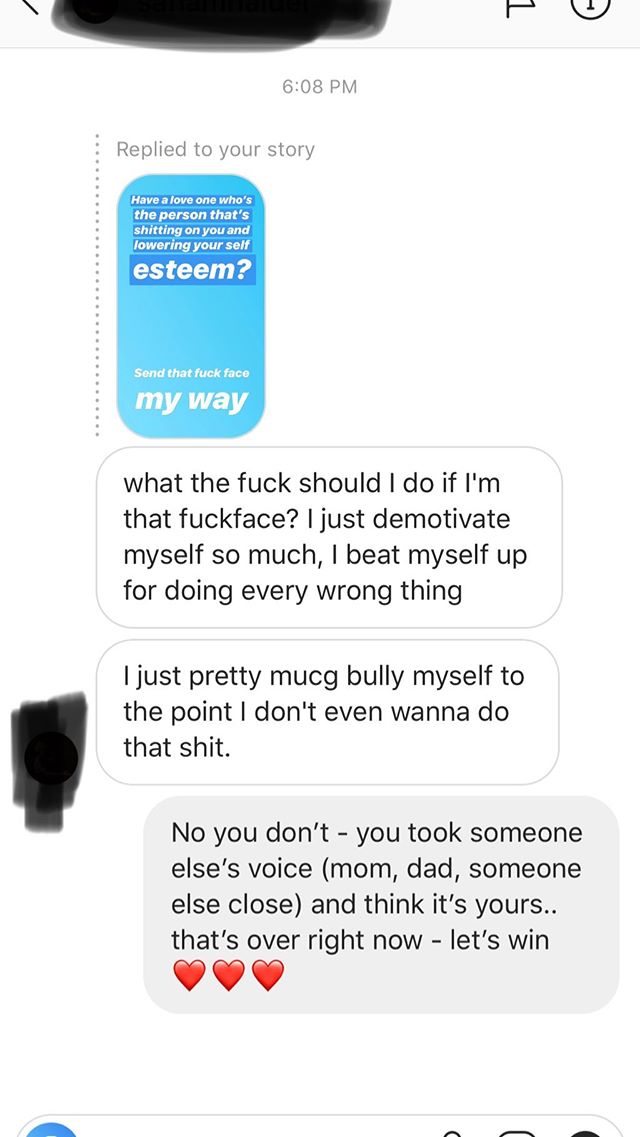 6:08 PM
Replied to your story
Have a love one who's
the person that's
shitting on you and
lowering your self
esteem?
Send that fuck face
my way
what the fuck should I do if I'm
that fuckface? I just demotivate
myself so much, I beat myself up
for doing every wrong thing
I just pretty mucg bully myself to
the point I don't even wanna do
that shit.
No you don't - you took someone
else's voice (mom, dad, someone
else close) and think it's yours..
that's over right now - let's win
❤️❤️❤️